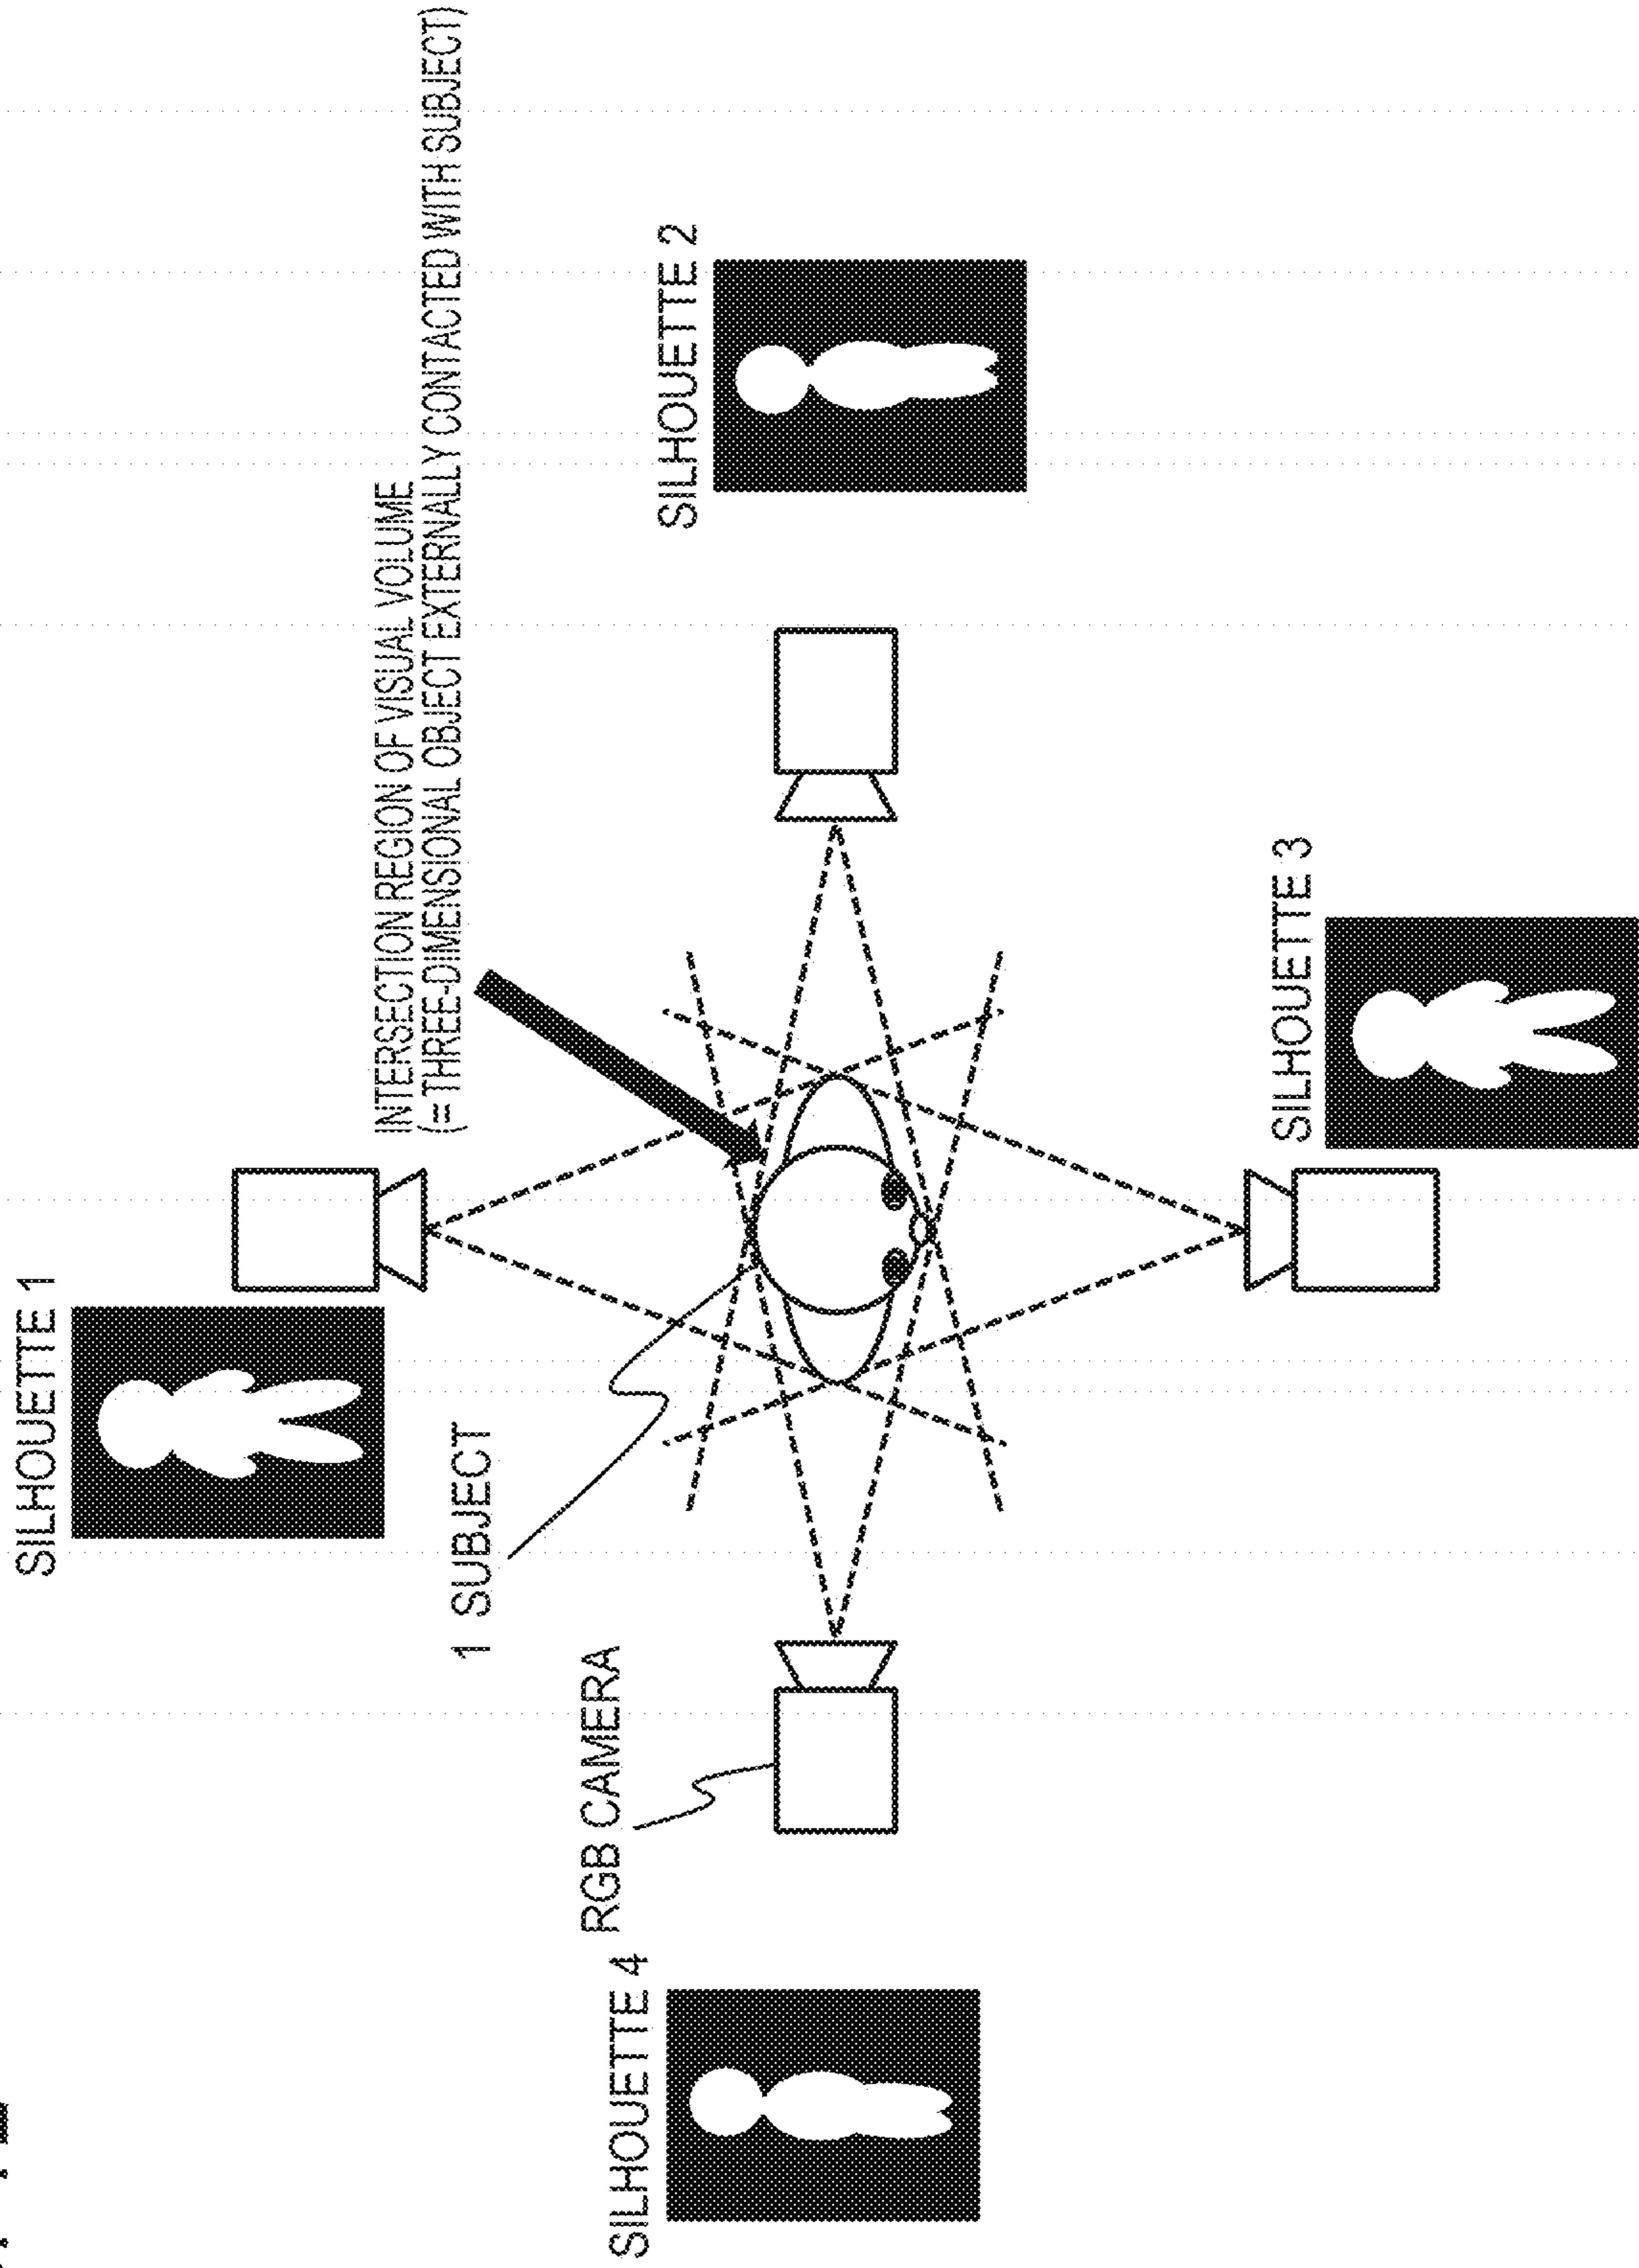 SILHOUETTE 1
INTERSECTION REGION OF VISUAL VOLUME
(= THREE-DIMENSIONAL OBJECT EXTERNALLY CONTACTED WITH SUBJECT)
1 SUBJECT
RGB CAMERA
SILHOUETTE 4
SILHOUETTE 2
SILHOUETTE 3